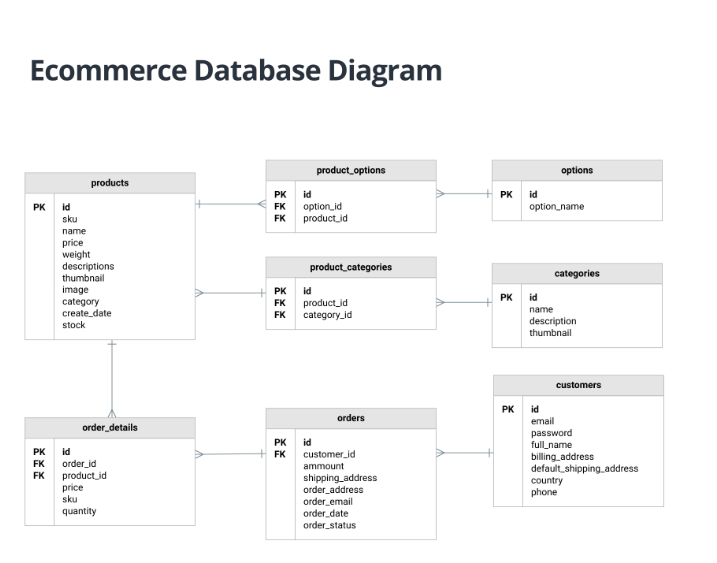 Ecommerce Database Diagram
products
PK id
sku
name
price
weight
descriptions
thumbnail
image
category
create_date
stock
product_options
PK id
FK option_id
FK product_id
options
PK id
option_name
product_categories
PK id
FK product_id
FK category_id
categories
PK id
name
description
thumbnail
order_details
PK id
FK order_id
FK product_id
price
sku
quantity
orders
PK id
FK customer_id
ammount
shipping_address
order_address
order_email
order_date
order_status
customers
PK id
email
password
full_name
billing_address
default_shipping_address
country
phone